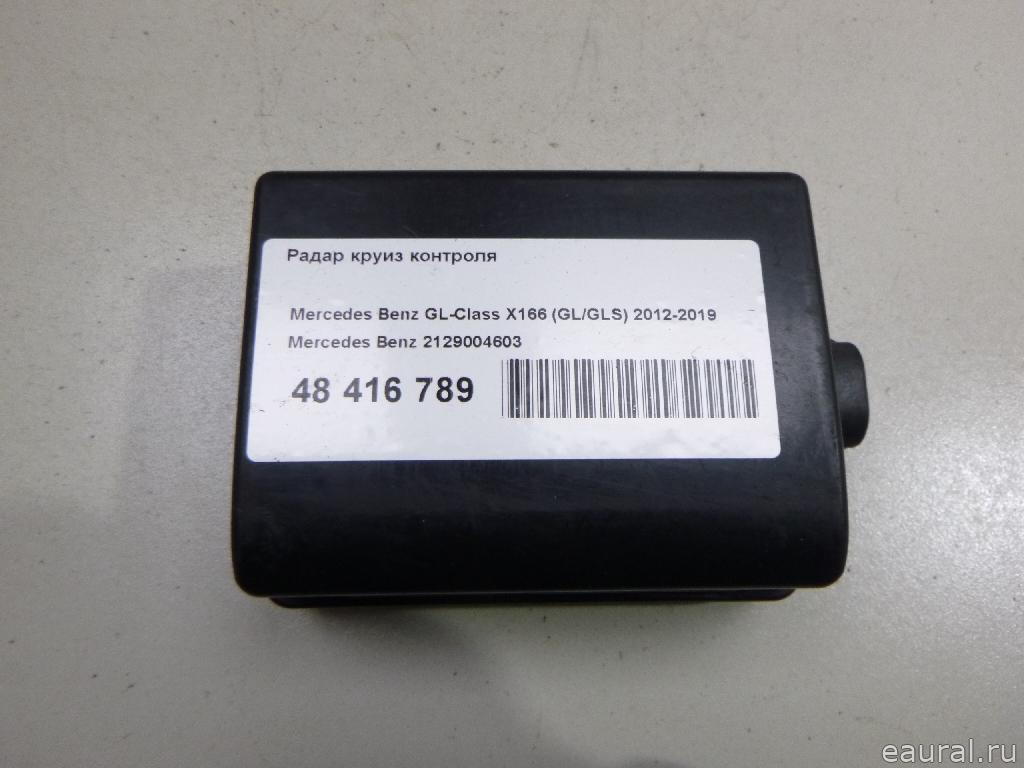 Радар круиз контроля
Mercedes Benz GL-Class X166 (GL/GLS) 2012-2019
Mercedes Benz 2129004603
48 416 789
eaural.ru